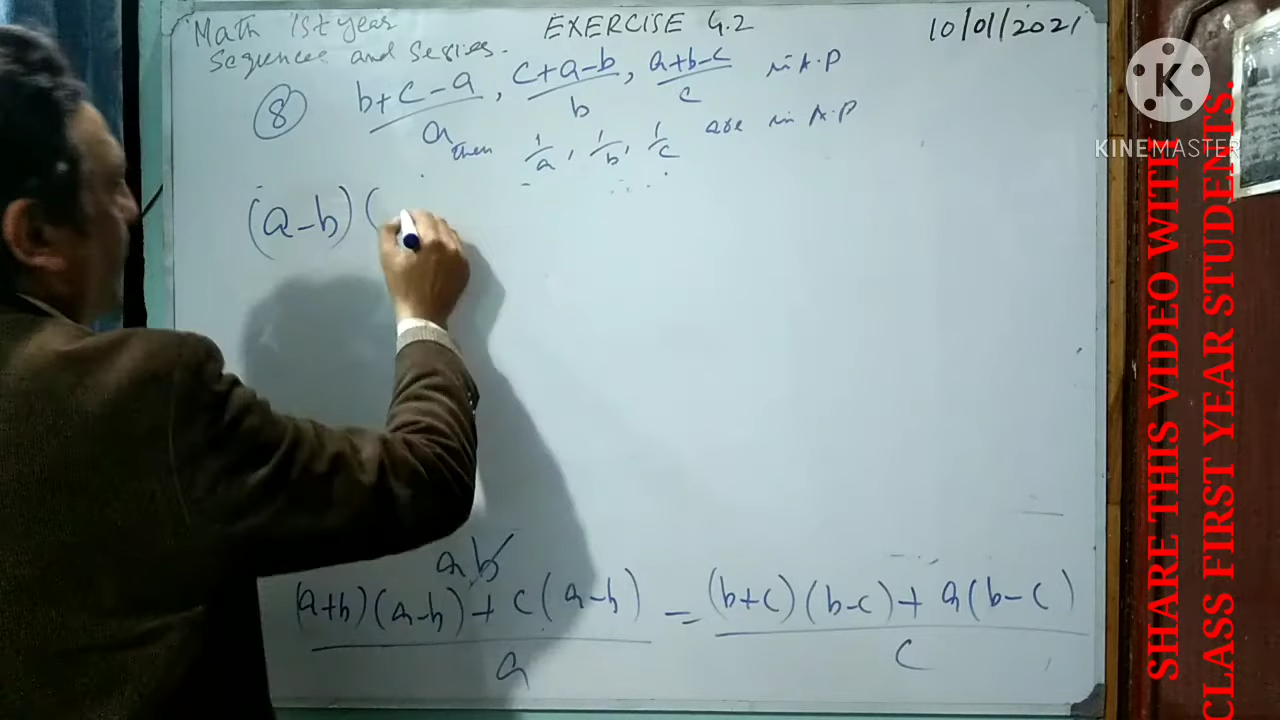 Math 1st year EXERCISE 4.2 10/01/2021
Sequences and Series.
8 b+c-a/a, c+a-b/b, a+b-c/c in A.P
then 1/a, 1/b, 1/c are in A.P
(a-b)(
ab
(a+b)(a-b)+c(a-b)/a = (b+c)(b-c)+a(b-c)/c
K
KINEMASTER
SHARE THIS VIDEO WITH
CLASS FIRST YEAR STUDENTS.